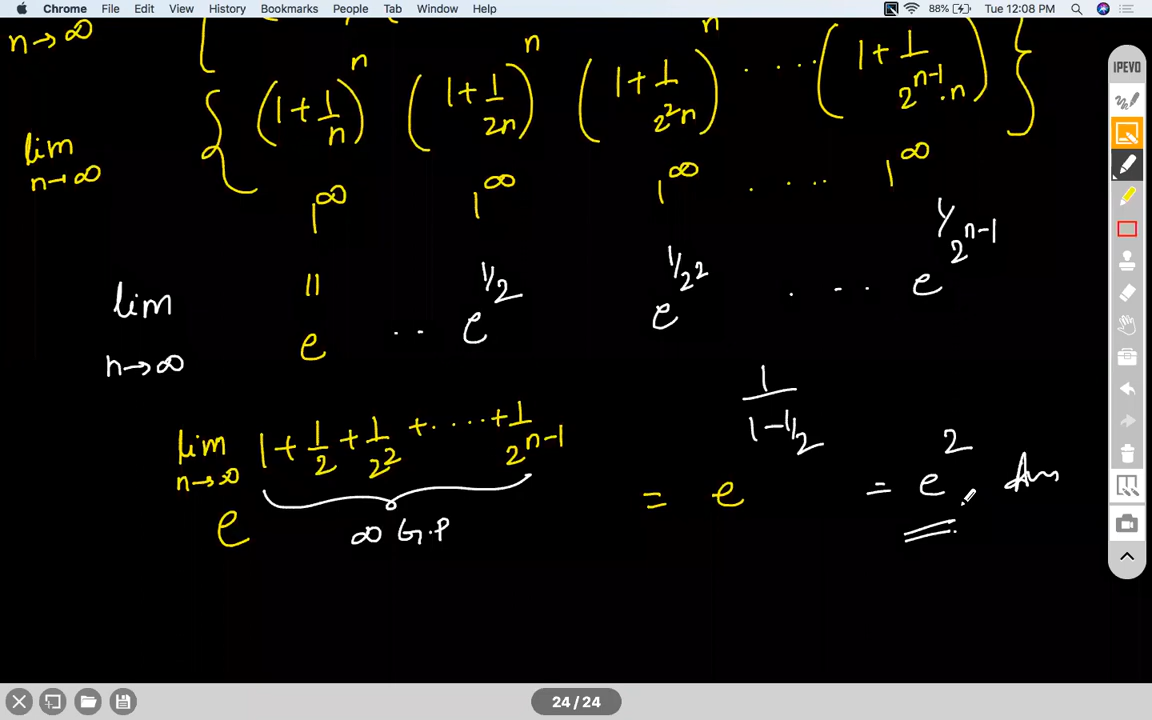 Chrome File Edit View History Bookmarks People Tab Window Help 88% Tue 12:08 PM
IPEVO
n→∞ { n
lim n→∞ { (1 + 1/n)^n (1 + 1/2n)^n (1 + 1/2²n)^n ..... (1 + 1/2^(n-1).n) }
1^∞ 1^∞ 1^∞ ..... 1^∞
lim n→∞ || e .. e^(1/2) e^(1/2²) .... e^(1/2^(n-1))
lim n→∞ e^(1 + 1/2 + 1/2² + ..... + 1/2^(n-1)) = e^(1/(1-1/2)) = e² Ans
∞ G.P
24 / 24